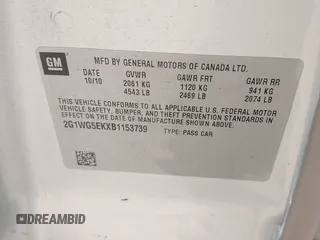 GM
MFD BY GENERAL MOTORS OF CANADA LTD.
DATE GVWR GAWR FRT GAWR RR
10/10 2061 KG 1120 KG 941 KG
4543 LB 2469 LB 2074 LB
THIS VEHICLE CONFORMS TO ALL APPLICABLE U.S. FEDERAL MOTOR
VEHICLE SAFETY, BUMPER, AND THEFT PREVENTION STANDARDS
IN EFFECT ON THE DATE OF MANUFACTURE SHOWN ABOVE.
2G1WG5EKXB1153739 TYPE: PASS CAR
DREAMBID